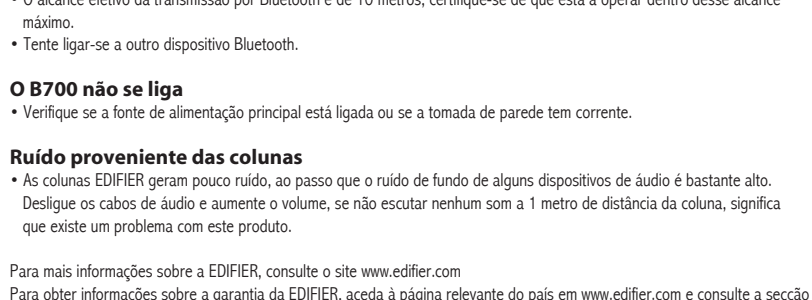 • O alcance efetivo da transmissão por Bluetooth é de 10 metros, certifique-se de que está a operar dentro desse alcance
máximo.
• Tente ligar-se a outro dispositivo Bluetooth.
O B700 não se liga
• Verifique se a fonte de alimentação principal está ligada ou se a tomada de parede tem corrente.
Ruído proveniente das colunas
• As colunas EDIFIER geram pouco ruído, ao passo que o ruído de fundo de alguns dispositivos de áudio é bastante alto.
Desligue os cabos de áudio e aumente o volume, se não escutar nenhum som a 1 metro de distância da coluna, significa
que existe um problema com este produto.
Para mais informações sobre a EDIFIER, consulte o site www.edifier.com
Para obter informações sobre a garantia da EDIFIER, aceda à página relevante do país em www.edifier.com e consulte a secção